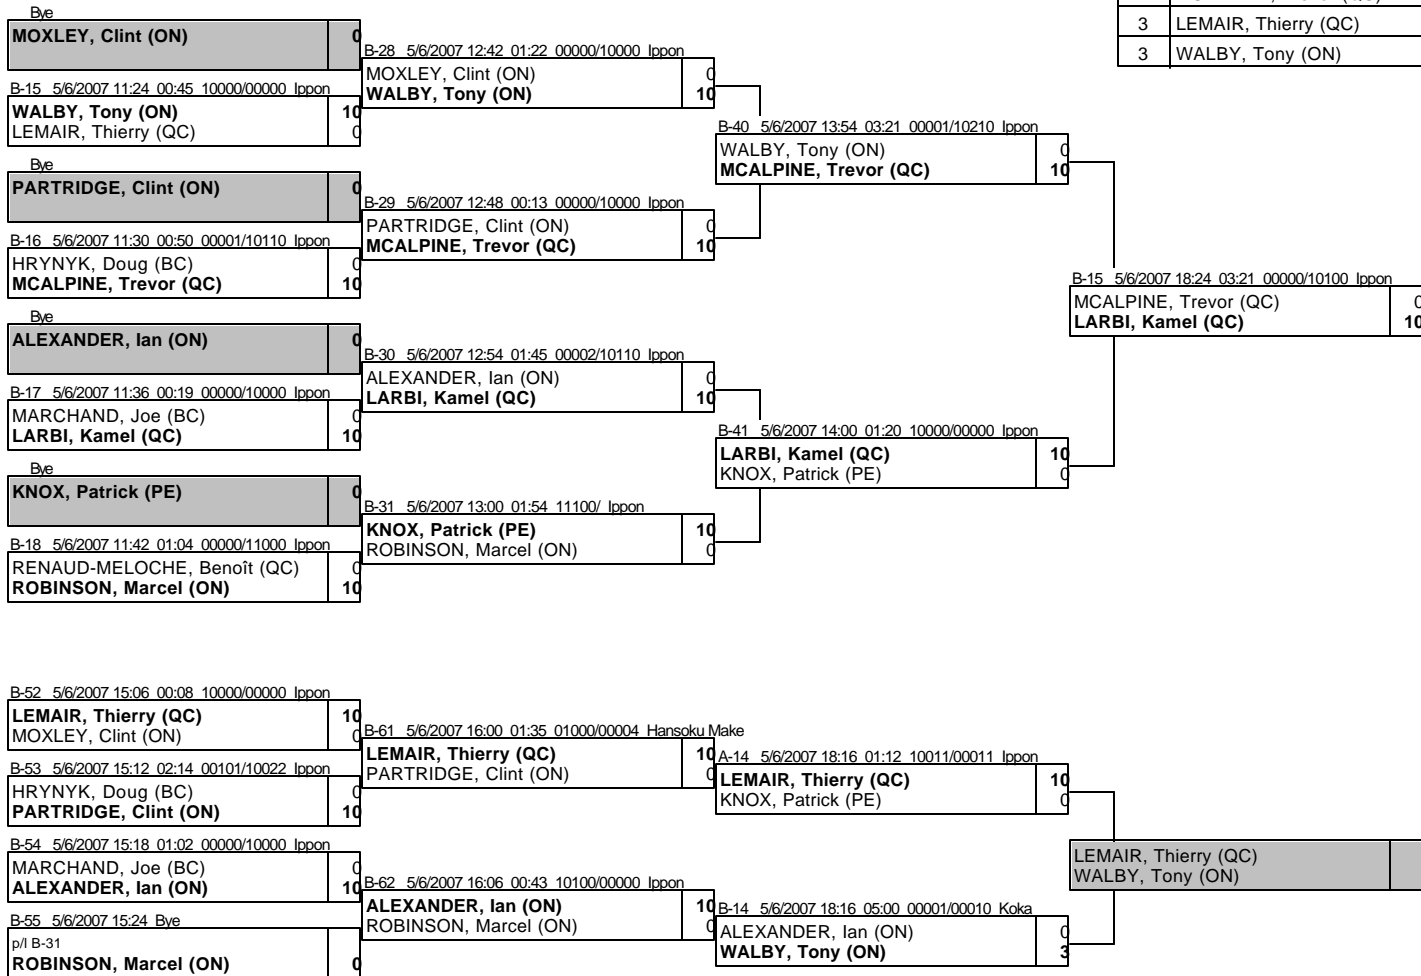 Bye
MOXLEY, Clint (ON) 0
B-15 5/6/2007 11:24 00:45 10000/00000 Ippon
WALBY, Tony (ON) 10
LEMAIR, Thierry (QC) 0
Bye
PARTRIDGE, Clint (ON) 0
B-16 5/6/2007 11:30 00:50 00001/10110 Ippon
HRYNYK, Doug (BC) 0
MCALPINE, Trevor (QC) 10
Bye
ALEXANDER, Ian (ON) 0
B-17 5/6/2007 11:36 00:19 00000/10000 Ippon
MARCHAND, Joe (BC) 0
LARBI, Kamel (QC) 10
Bye
KNOX, Patrick (PE) 0
B-18 5/6/2007 11:42 01:04 00000/11000 Ippon
RENAUD-MELOCHE, Benoît (QC) 0
ROBINSON, Marcel (ON) 10
B-28 5/6/2007 12:42 01:22 00000/10000 Ippon
MOXLEY, Clint (ON) 0
WALBY, Tony (ON) 10
B-29 5/6/2007 12:48 00:13 00000/10000 Ippon
PARTRIDGE, Clint (ON) 0
MCALPINE, Trevor (QC) 10
B-30 5/6/2007 12:54 01:45 00002/10110 Ippon
ALEXANDER, Ian (ON) 0
LARBI, Kamel (QC) 10
B-31 5/6/2007 13:00 01:54 11100/ Ippon
KNOX, Patrick (PE) 10
ROBINSON, Marcel (ON) 0
B-40 5/6/2007 13:54 03:21 00001/10210 Ippon
WALBY, Tony (ON) 0
MCALPINE, Trevor (QC) 10
B-41 5/6/2007 14:00 01:20 10000/00000 Ippon
LARBI, Kamel (QC) 10
KNOX, Patrick (PE) 0
3 LEMAIR, Thierry (QC)
3 WALBY, Tony (ON)
B-15 5/6/2007 18:24 03:21 00000/10100 Ippon
MCALPINE, Trevor (QC) 0
LARBI, Kamel (QC) 10
B-52 5/6/2007 15:06 00:08 10000/00000 Ippon
LEMAIR, Thierry (QC) 10
MOXLEY, Clint (ON) 0
B-53 5/6/2007 15:12 02:14 00101/10022 Ippon
HRYNYK, Doug (BC) 0
PARTRIDGE, Clint (ON) 10
B-54 5/6/2007 15:18 01:02 00000/10000 Ippon
MARCHAND, Joe (BC) 0
ALEXANDER, Ian (ON) 10
B-55 5/6/2007 15:24 Bye
p/l B-31
ROBINSON, Marcel (ON) 0
B-61 5/6/2007 16:00 01:35 01000/00004 Hansoku Make
LEMAIR, Thierry (QC) 10
PARTRIDGE, Clint (ON) 0
B-62 5/6/2007 16:06 00:43 10100/00000 Ippon
ALEXANDER, Ian (ON) 10
ROBINSON, Marcel (ON) 0
A-14 5/6/2007 18:16 01:12 10011/00011 Ippon
LEMAIR, Thierry (QC) 10
KNOX, Patrick (PE) 0
B-14 5/6/2007 18:16 05:00 00001/00010 Koka
ALEXANDER, Ian (ON) 0
WALBY, Tony (ON) 3
LEMAIR, Thierry (QC)
WALBY, Tony (ON)